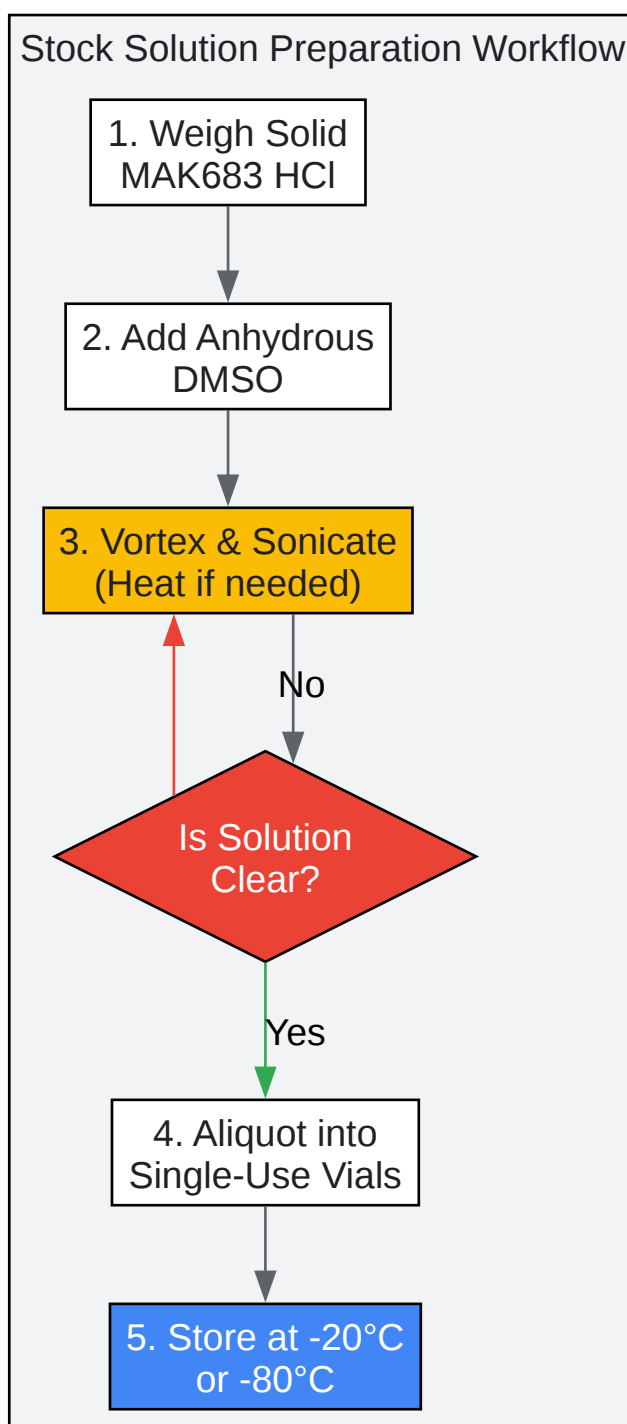 Stock Solution Preparation Workflow
1. Weigh Solid
MAK683 HCl
2. Add Anhydrous
DMSO
3. Vortex & Sonicate
(Heat if needed)
No
Is Solution
Clear?
Yes
4. Aliquot into
Single-Use Vials
5. Store at -20°C
or -80°C